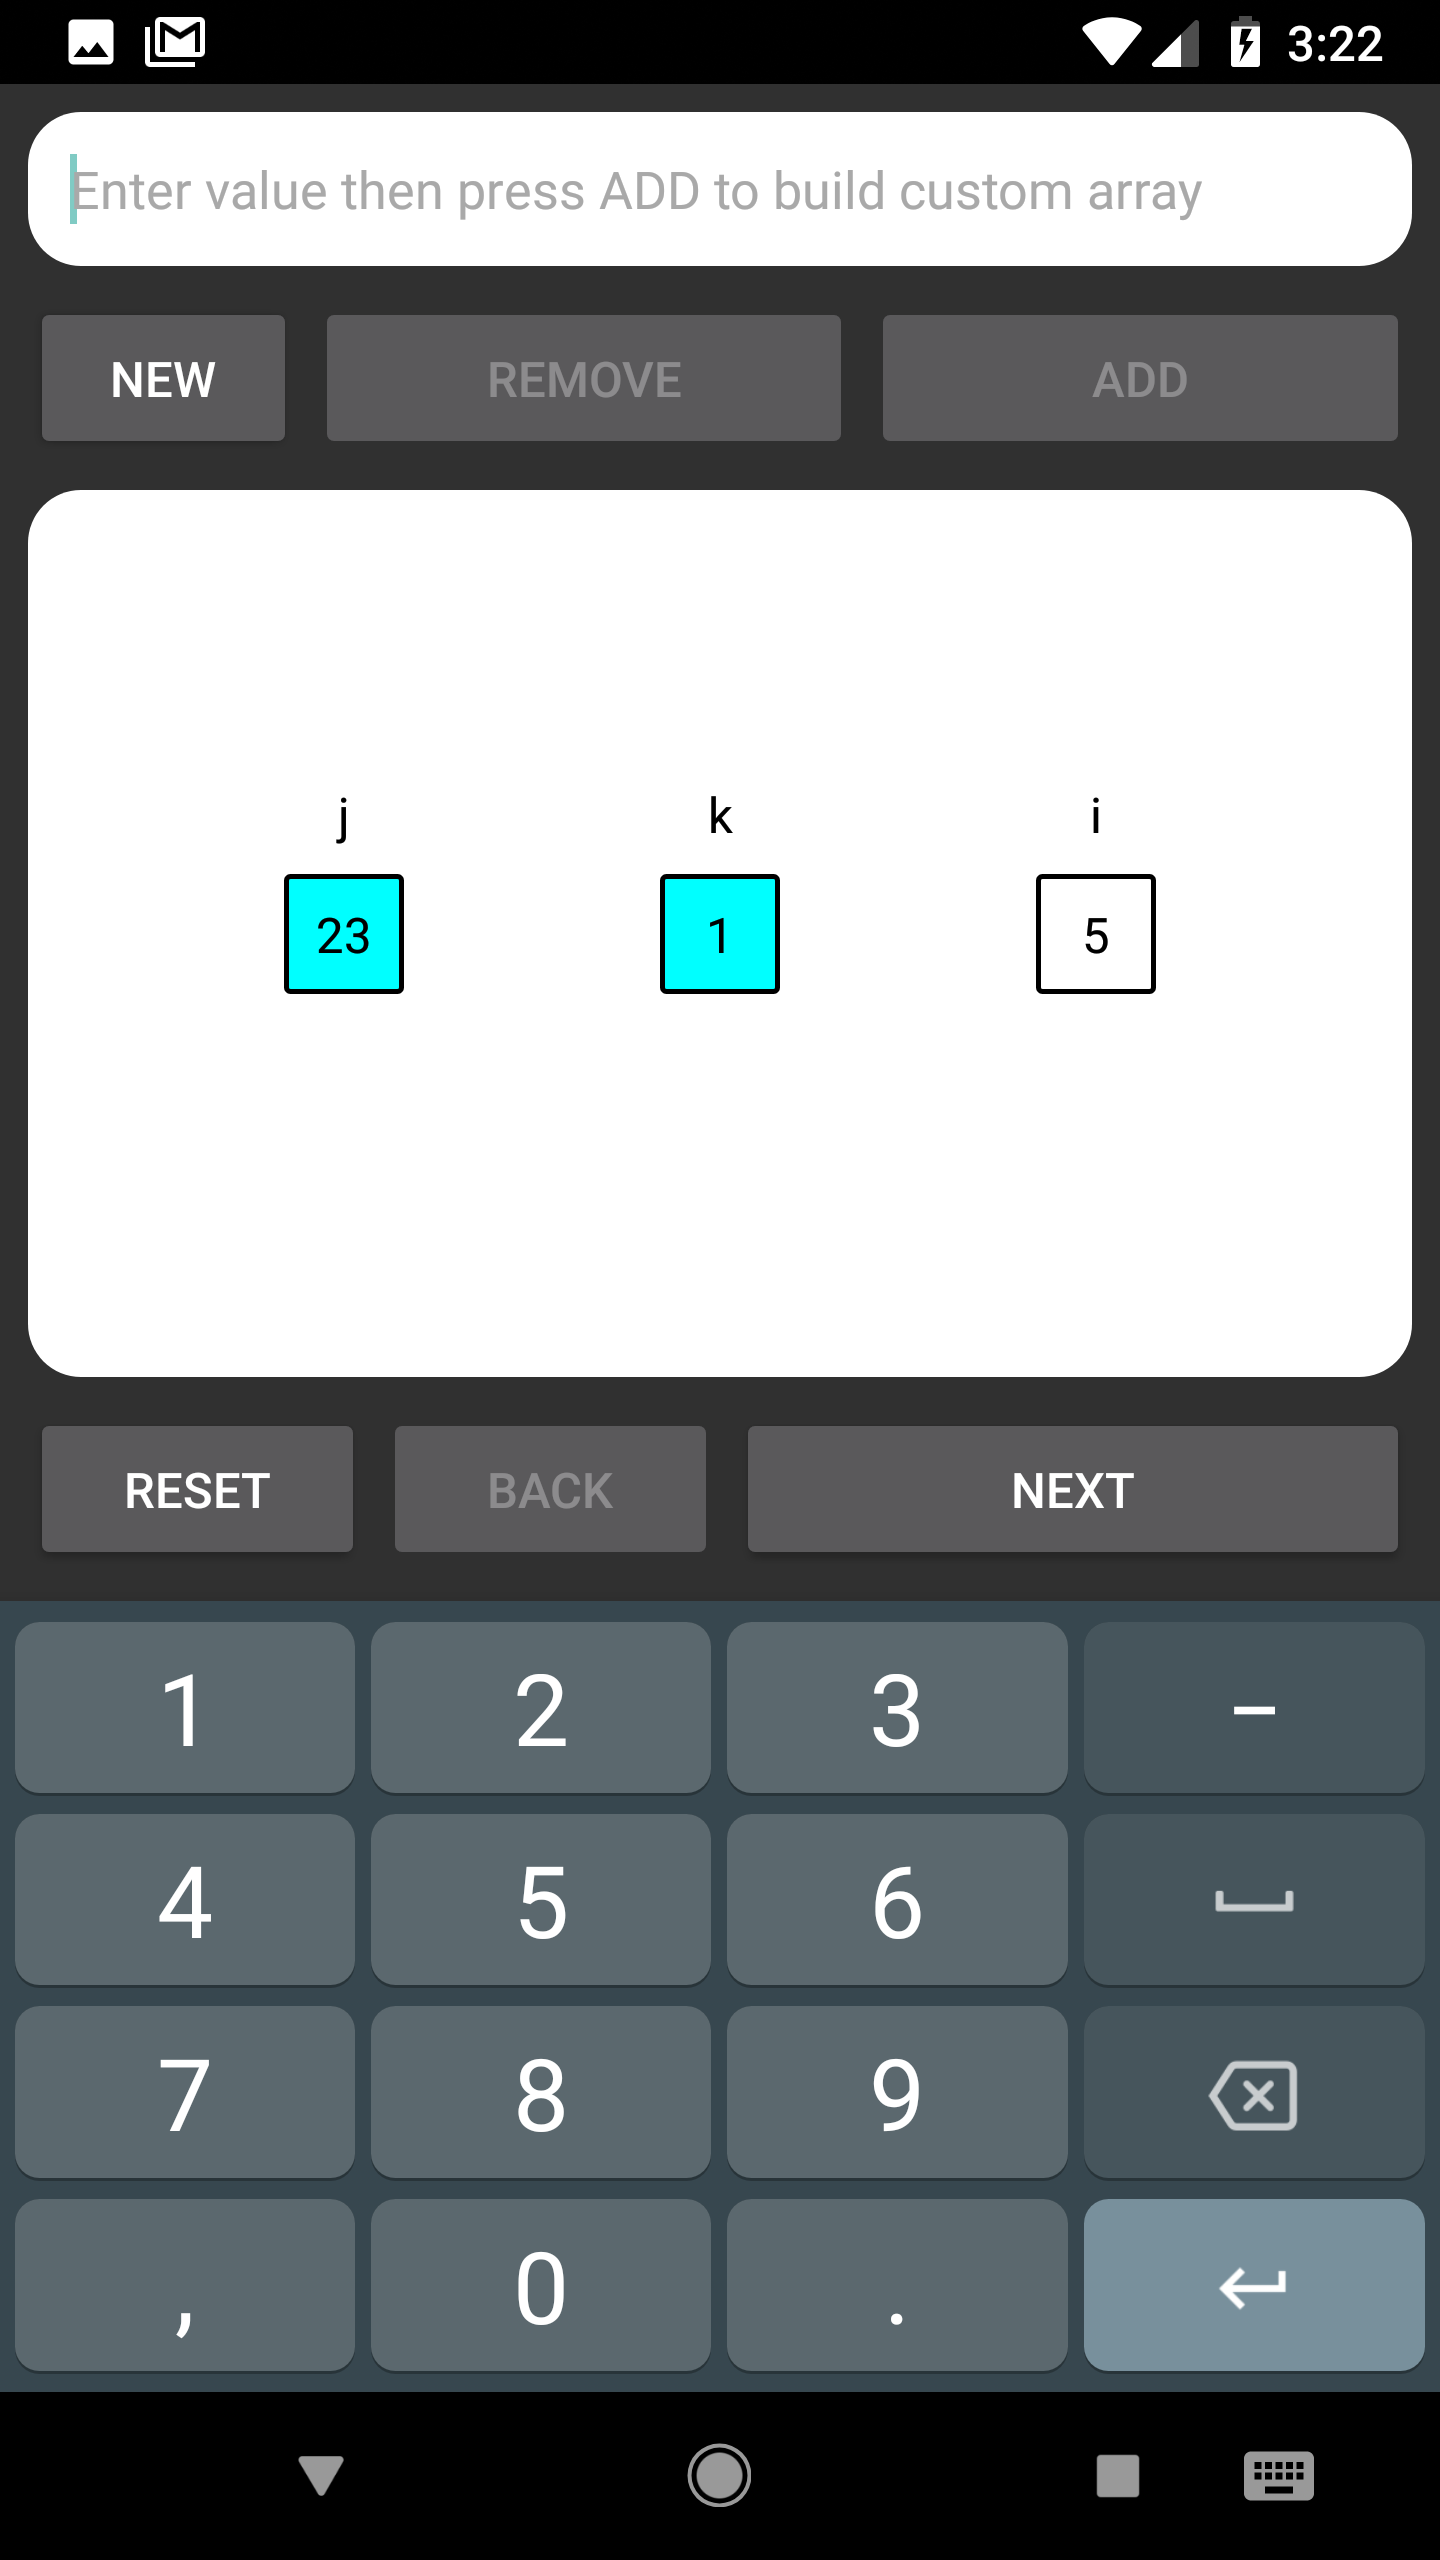 3:22
Enter value then press ADD to build custom array
NEW REMOVE ADD
j k i
23 1 5
RESET BACK NEXT
1 2 3 –
4 5 6
7 8 9
, 0 .